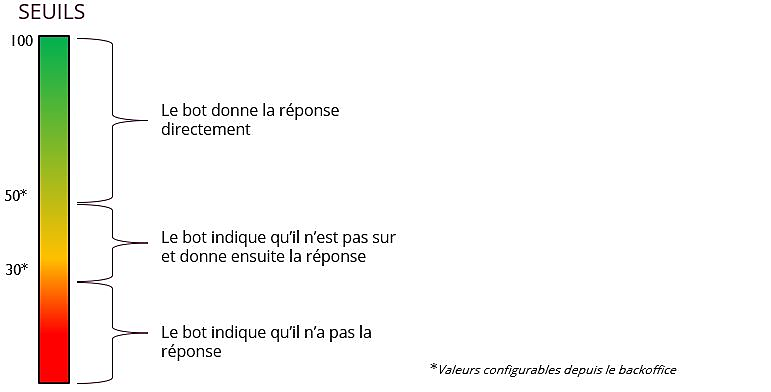 SEUILS
100
Le bot donne la réponse
directement
50*
Le bot indique qu'il n'est pas sur
et donne ensuite la réponse
30*
Le bot indique qu'il n'a pas la
réponse
*Valeurs configurables depuis le backoffice